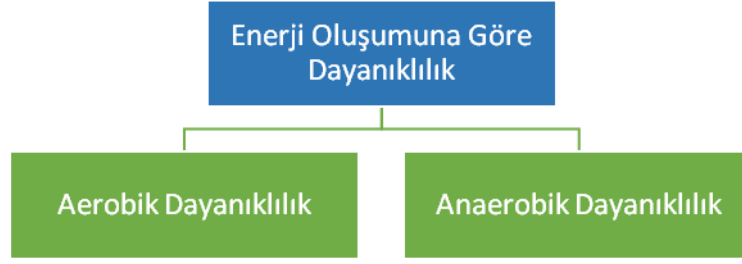 Enerji Oluşumuna Göre
Dayanıklılık
Aerobik Dayanıklılık
Anaerobik Dayanıklılık